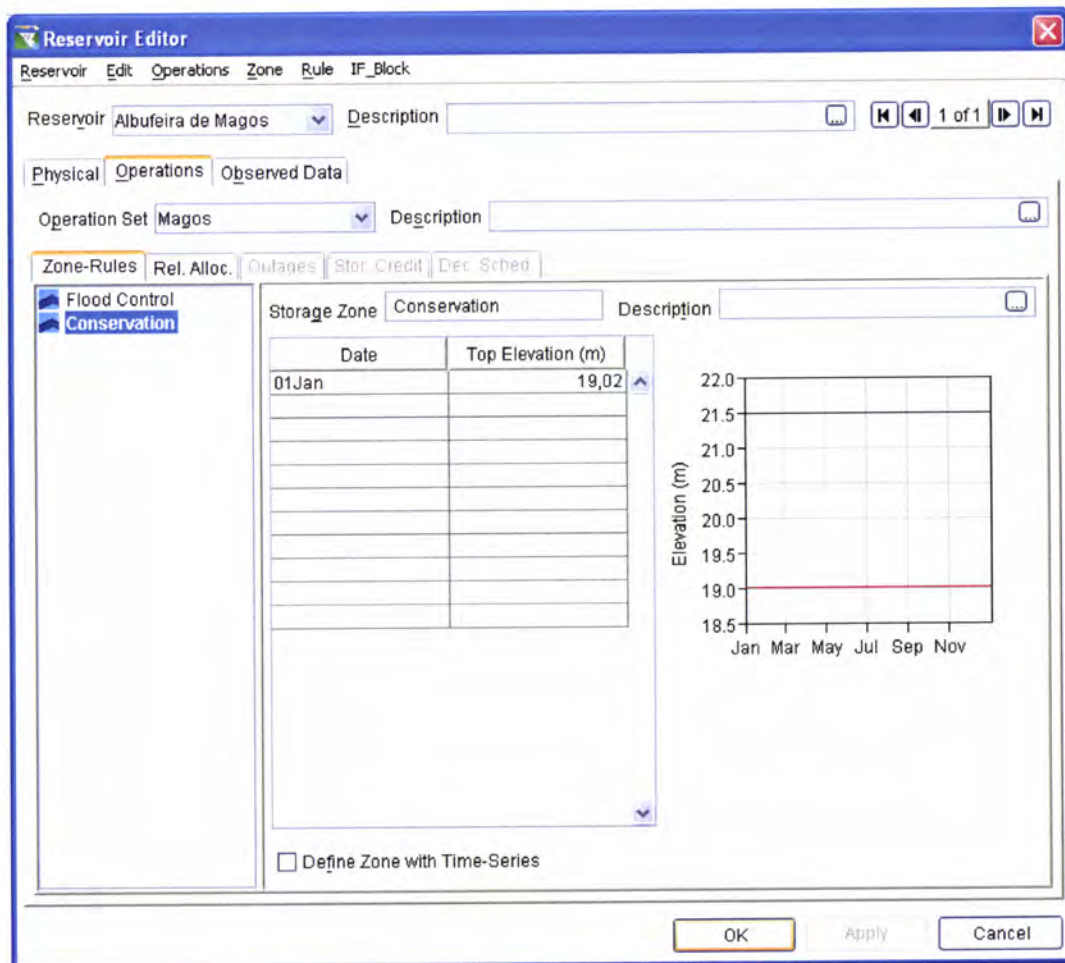 Reservoir Editor
Reservoir Edit Operations Zone Rule IF_Block
Reservoir Albufeira de Magos Description ... 1 of 1
Physical Operations Observed Data
Operation Set Magos Description ...
Zone-Rules Rel. Alloc. Outages Stor. Credit Dec. Sched.
Flood Control
Conservation
Storage Zone Conservation Description ...
Date Top Elevation (m)
01Jan 19,02
Elevation (m)
22.0
21.5
21.0
20.5
20.0
19.5
19.0
18.5
Jan Mar May Jul Sep Nov
Define Zone with Time-Series
OK Apply Cancel